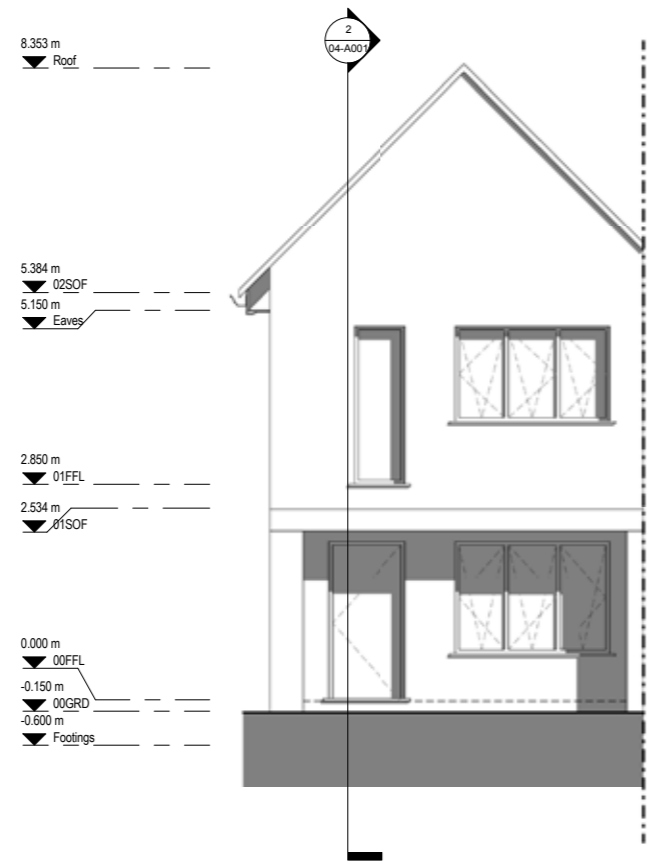 2
04-A001
8.353 m
Roof
5.384 m
02SOF
5.150 m
Eaves
2.850 m
01FFL
2.534 m
01SOF
0.000 m
00FFL
-0.150 m
00GRD
-0.600 m
Footings